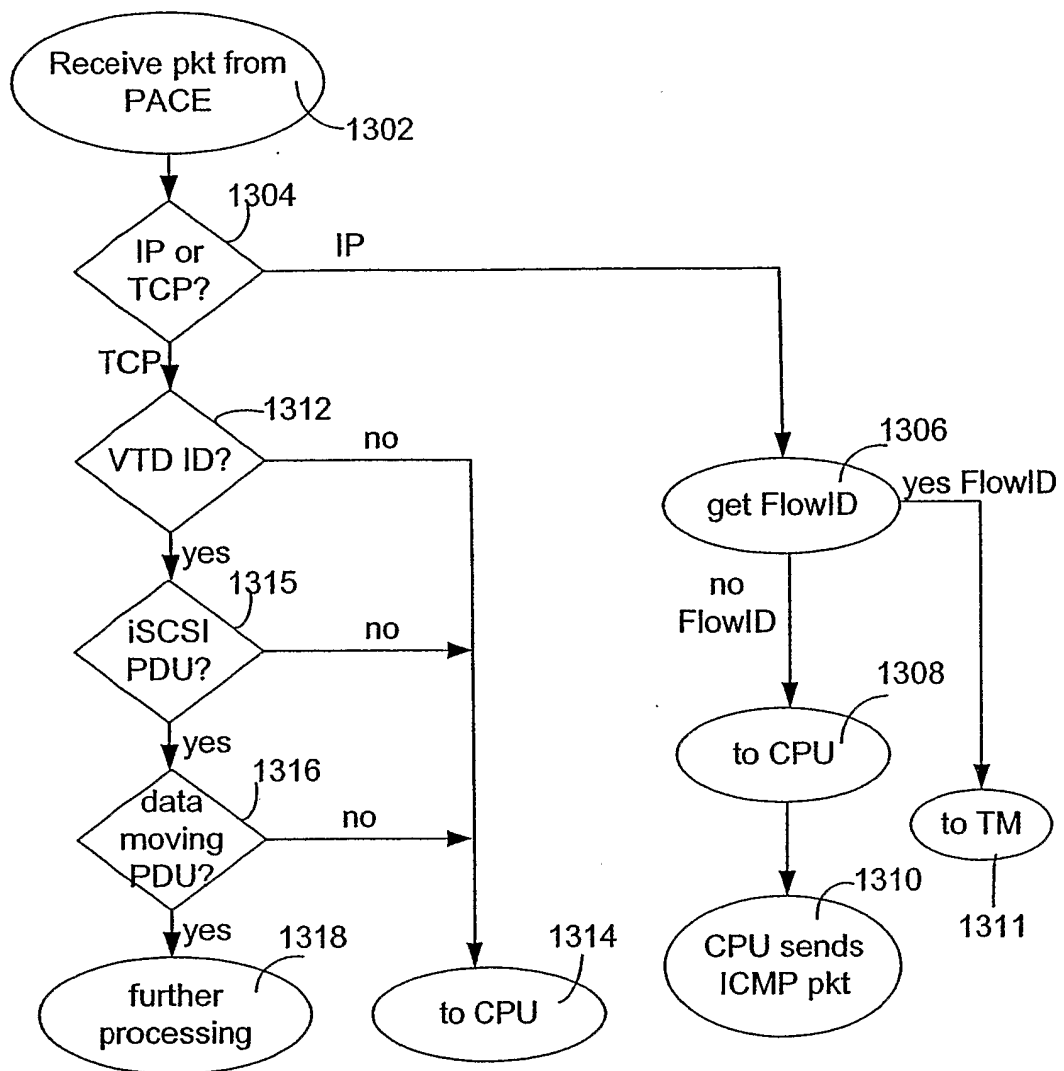 Receive pkt from
PACE
1302
1304
IP or
TCP?
IP
TCP
1312
VTD ID?
no
yes
1315
iSCSI
PDU?
no
yes
1316
data
moving
PDU?
no
yes
1318
further
processing
1314
to CPU
1306
get FlowID
yes FlowID
no
FlowID
1308
to CPU
to TM
1311
1310
CPU sends
ICMP pkt